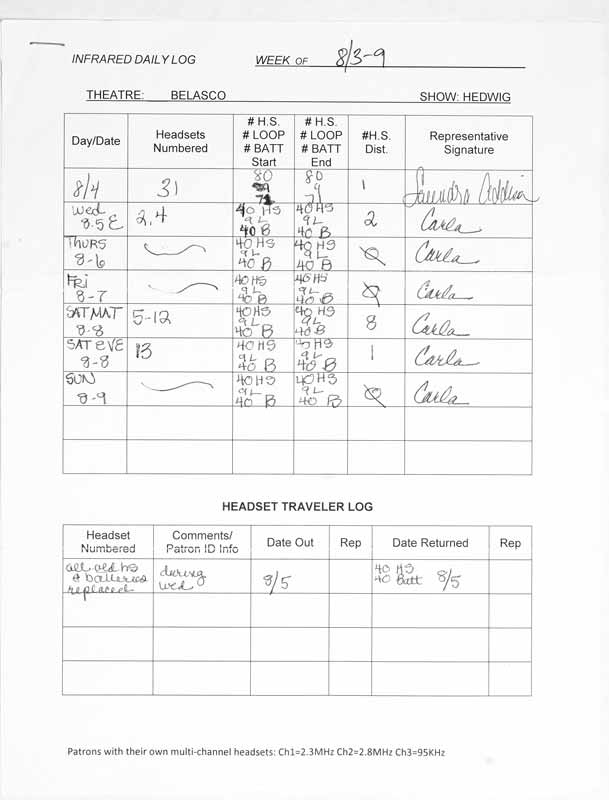 INFRARED DAILY LOG WEEK OF 8/3-9
THEATRE: BELASCO SHOW: HEDWIG
Day/Date
Headsets
Numbered
# H.S.
# LOOP
# BATT
Start
# H.S.
# LOOP
# BATT
End
#H.S.
Dist.
Representative
Signature
8/4 31
80
80
79
1
Wed
8.5 E
2,4
40 HS
9 L
40 B
40 HS
9 L
40 B
2
Carla
THURS
8-6
40 HS
9 L
40 B
40 HS
9 L
40 B
0
Carla
FRI
8-7
40 HS
9 L
40 B
40 HS
9 L
40 B
0
Carla
SAT MAT
8-8
5-12
40 HS
9 L
40 B
40 HS
9 L
40 B
8
Carla
SAT EVE
8-8
13
40 HS
9 L
40 B
40 HS
9 L
40 B
1
Carla
SUN
8-9
40 HS
9 L
40 B
40 HS
9 L
40 B
0
Carla
HEADSET TRAVELER LOG
Headset
Numbered
Comments/
Patron ID Info
Date Out
Rep
Date Returned
Rep
all old hs
& batteries
replaced
during
wed
8/5
40 HS
40 Batt 8/5
Patrons with their own multi-channel headsets: Ch1=2.3MHz Ch2=2.8MHz Ch3=95KHz